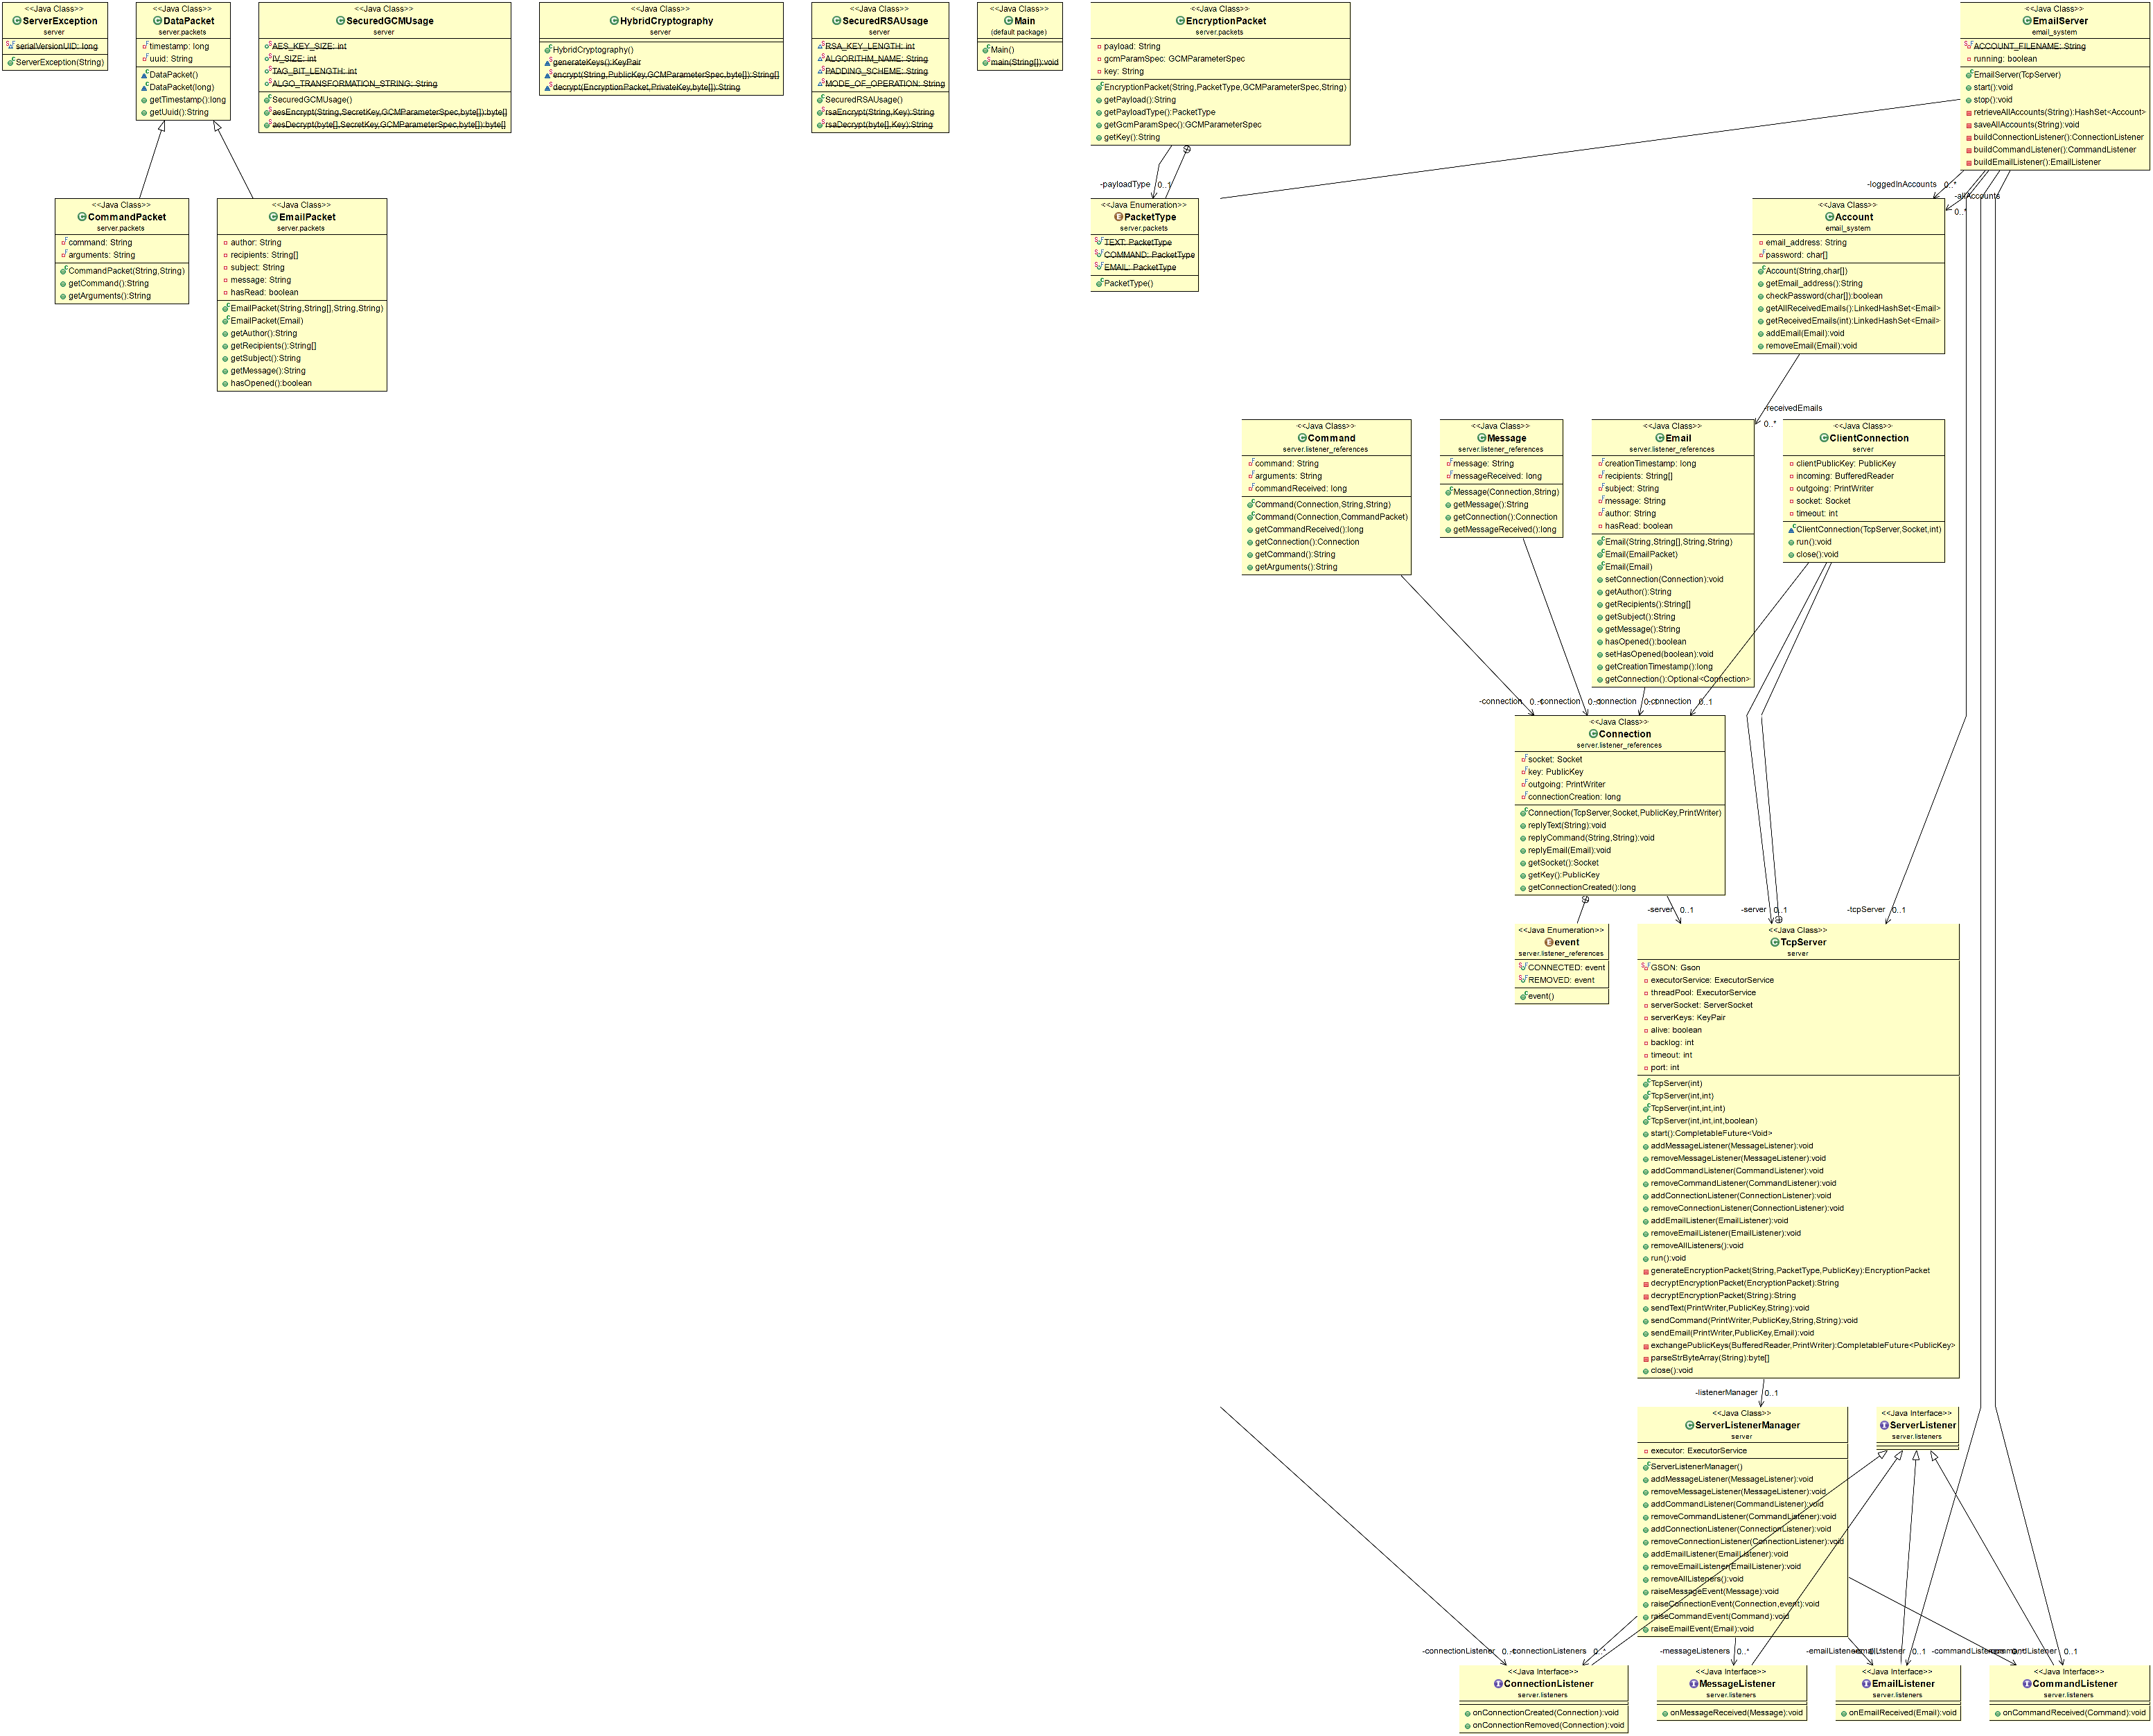 <<Java Class>>
ServerException
server
serialVersionUID: long
ServerException(String)
<<Java Class>>
DataPacket
server.packets
timestamp: long
uuid: String
DataPacket()
DataPacket(long)
getTimestamp():long
getUuid():String
<<Java Class>>
SecuredGCMUsage
server
AES_KEY_SIZE: int
IV_SIZE: int
TAG_BIT_LENGTH: int
ALGO_TRANSFORMATION_STRING: String
SecuredGCMUsage()
aesEncrypt(String,SecretKey,GCMParameterSpec,byte[]):byte[]
aesDecrypt(byte[],SecretKey,GCMParameterSpec,byte[]):byte[]
<<Java Class>>
HybridCryptography
server
HybridCryptography()
generateKeys():KeyPair
encrypt(String,PublicKey,GCMParameterSpec,byte[]):String[]
decrypt(EncryptionPacket,PrivateKey,byte[]):String
<<Java Class>>
SecuredRSAUsage
server
RSA_KEY_LENGTH: int
ALGORITHM_NAME: String
PADDING_SCHEME: String
MODE_OF_OPERATION: String
SecuredRSAUsage()
rsaEncrypt(String,Key):String
rsaDecrypt(byte[],Key):String
<<Java Class>>
Main
(default package)
Main()
main(String[]):void
<<Java Class>>
EncryptionPacket
server.packets
payload: String
gcmParamSpec: GCMParameterSpec
key: String
EncryptionPacket(String,PacketType,GCMParameterSpec,String)
getPayload():String
getPayloadType():PacketType
getGcmParamSpec():GCMParameterSpec
getKey():String
<<Java Class>>
EmailServer
email_system
ACCOUNT_FILENAME: String
running: boolean
EmailServer(TcpServer)
start():void
stop():void
retrieveAllAccounts(String):HashSet<Account>
saveAllAccounts(String):void
buildConnectionListener():ConnectionListener
buildCommandListener():CommandListener
buildEmailListener():EmailListener
-payloadType 0..1
-loggedInAccounts 0..*
-allAccounts
0..*
<<Java Class>>
CommandPacket
server.packets
command: String
arguments: String
CommandPacket(String,String)
getCommand():String
getArguments():String
<<Java Class>>
EmailPacket
server.packets
author: String
recipients: String[]
subject: String
message: String
hasRead: boolean
EmailPacket(String,String[],String,String)
EmailPacket(Email)
getAuthor():String
getRecipients():String[]
getSubject():String
getMessage():String
hasOpened():boolean
<<Java Enumeration>>
PacketType
server.packets
TEXT: PacketType
COMMAND: PacketType
EMAIL: PacketType
PacketType()
<<Java Class>>
Account
email_system
email_address: String
password: char[]
Account(String,char[])
getEmail_address():String
checkPassword(char[]):boolean
getAllReceivedEmails():LinkedHashSet<Email>
getReceivedEmails(int):LinkedHashSet<Email>
addEmail(Email):void
removeEmail(Email):void
-receivedEmails
0..*
<<Java Class>>
Command
server.listener_references
command: String
arguments: String
commandReceived: long
Command(Connection,String,String)
Command(Connection,CommandPacket)
getCommandReceived():long
getConnection():Connection
getCommand():String
getArguments():String
<<Java Class>>
Message
server.listener_references
message: String
messageReceived: long
Message(Connection,String)
getMessage():String
getConnection():Connection
getMessageReceived():long
<<Java Class>>
Email
server.listener_references
creationTimestamp: long
recipients: String[]
subject: String
message: String
author: String
hasRead: boolean
Email(String,String[],String,String)
Email(EmailPacket)
Email(Email)
setConnection(Connection):void
getAuthor():String
getRecipients():String[]
getSubject():String
getMessage():String
hasOpened():boolean
setHasOpened(boolean):void
getCreationTimestamp():long
getConnection():Optional<Connection>
<<Java Class>>
ClientConnection
server
clientPublicKey: PublicKey
incoming: BufferedReader
outgoing: PrintWriter
socket: Socket
timeout: int
ClientConnection(TcpServer,Socket,int)
run():void
close():void
-connection 0..1
-connection 0..1
-connection 0..1
-connection 0..1
<<Java Class>>
Connection
server.listener_references
socket: Socket
key: PublicKey
outgoing: PrintWriter
connectionCreation: long
Connection(TcpServer,Socket,PublicKey,PrintWriter)
replyText(String):void
replyCommand(String,String):void
replyEmail(Email):void
getSocket():Socket
getKey():PublicKey
getConnectionCreated():long
-server 0..1
-server 0..1
-tcpServer 0..1
<<Java Enumeration>>
event
server.listener_references
CONNECTED: event
REMOVED: event
event()
<<Java Class>>
TcpServer
server
GSON: Gson
executorService: ExecutorService
threadPool: ExecutorService
serverSocket: ServerSocket
serverKeys: KeyPair
alive: boolean
backlog: int
timeout: int
port: int
TcpServer(int)
TcpServer(int,int)
TcpServer(int,int,int)
TcpServer(int,int,int,boolean)
start():CompletableFuture<Void>
addMessageListener(MessageListener):void
removeMessageListener(MessageListener):void
addCommandListener(CommandListener):void
removeCommandListener(CommandListener):void
addConnectionListener(ConnectionListener):void
removeConnectionListener(ConnectionListener):void
addEmailListener(EmailListener):void
removeEmailListener(EmailListener):void
removeAllListeners():void
run():void
generateEncryptionPacket(String,PacketType,PublicKey):EncryptionPacket
decryptEncryptionPacket(EncryptionPacket):String
decryptEncryptionPacket(String):String
sendText(PrintWriter,PublicKey,String):void
sendCommand(PrintWriter,PublicKey,String,String):void
sendEmail(PrintWriter,PublicKey,Email):void
exchangePublicKeys(BufferedReader,PrintWriter):CompletableFuture<PublicKey>
parseStrByteArray(String):byte[]
close():void
-listenerManager 0..1
<<Java Class>>
ServerListenerManager
server
executor: ExecutorService
ServerListenerManager()
addMessageListener(MessageListener):void
removeMessageListener(MessageListener):void
addCommandListener(CommandListener):void
removeCommandListener(CommandListener):void
addConnectionListener(ConnectionListener):void
removeConnectionListener(ConnectionListener):void
addEmailListener(EmailListener):void
removeEmailListener(EmailListener):void
removeAllListeners():void
raiseMessageEvent(Message):void
raiseConnectionEvent(Connection,event):void
raiseCommandEvent(Command):void
raiseEmailEvent(Email):void
<<Java Interface>>
ServerListener
server.listeners
-connectionListener 0..1
-connectionListeners 0..*
-messageListeners 0..*
-emailListeners 0..*
-emailListener 0..1
-commandListeners 0..*
-commandListener 0..1
<<Java Interface>>
ConnectionListener
server.listeners
onConnectionCreated(Connection):void
onConnectionRemoved(Connection):void
<<Java Interface>>
MessageListener
server.listeners
onMessageReceived(Message):void
<<Java Interface>>
EmailListener
server.listeners
onEmailReceived(Email):void
<<Java Interface>>
CommandListener
server.listeners
onCommandReceived(Command):void